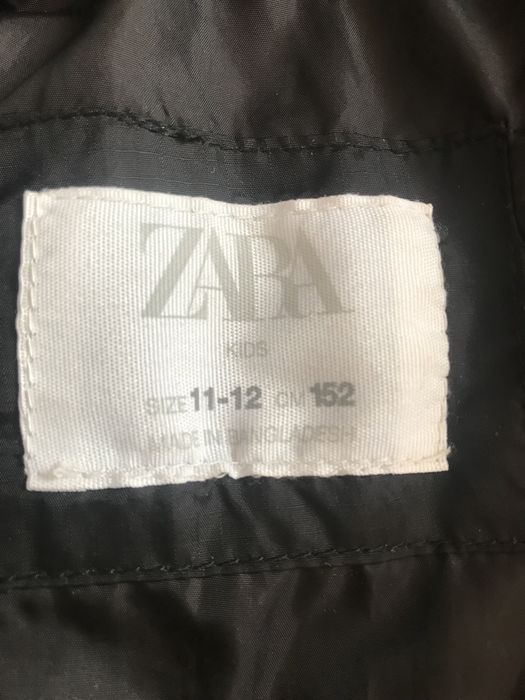 ZARA
KIDS
SIZE 11-12 CM 152
MADE IN BANGLADESH